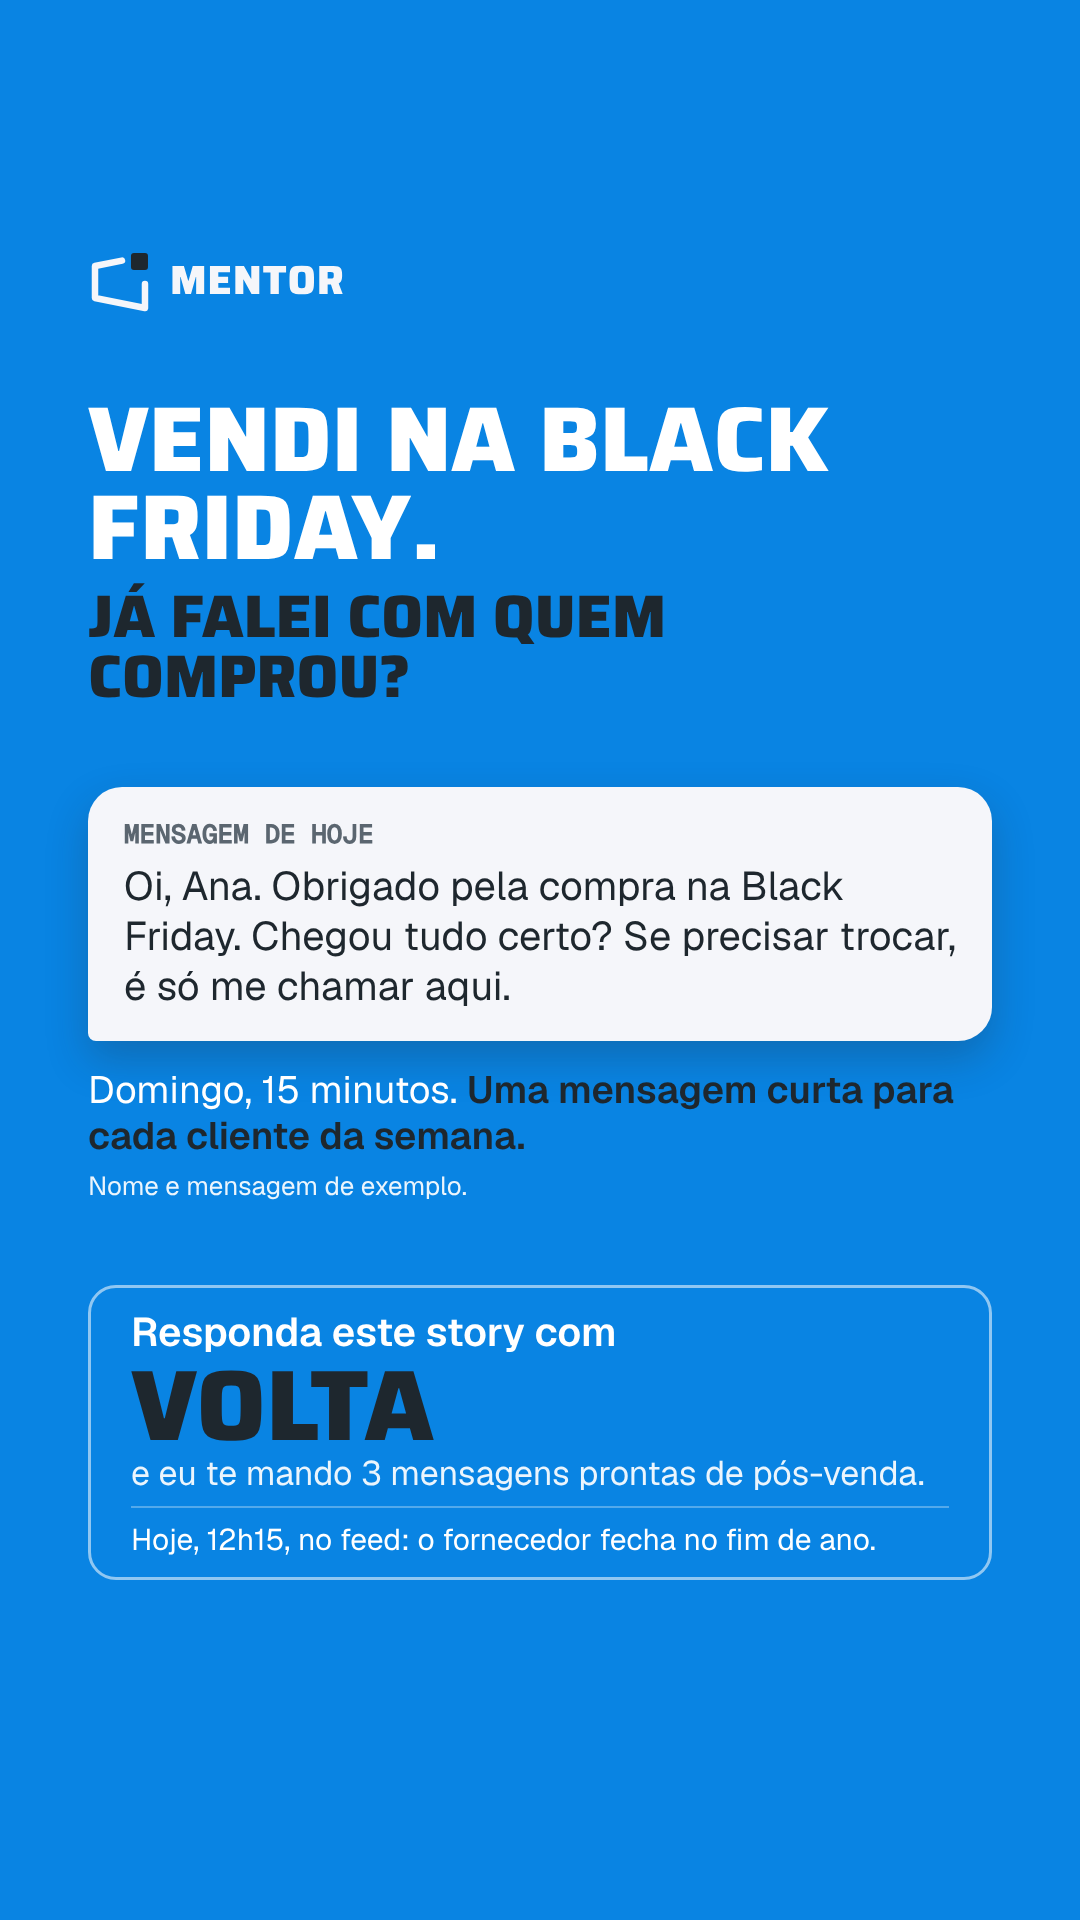 MENTOR
VENDI NA BLACK
FRIDAY.
JÁ FALEI COM QUEM
COMPROU?
MENSAGEM DE HOJE
Oi, Ana. Obrigado pela compra na Black
Friday. Chegou tudo certo? Se precisar trocar,
é só me chamar aqui.
Domingo, 15 minutos. Uma mensagem curta para
cada cliente da semana.
Nome e mensagem de exemplo.
Responda este story com
VOLTA
e eu te mando 3 mensagens prontas de pós-venda.
Hoje, 12h15, no feed: o fornecedor fecha no fim de ano.